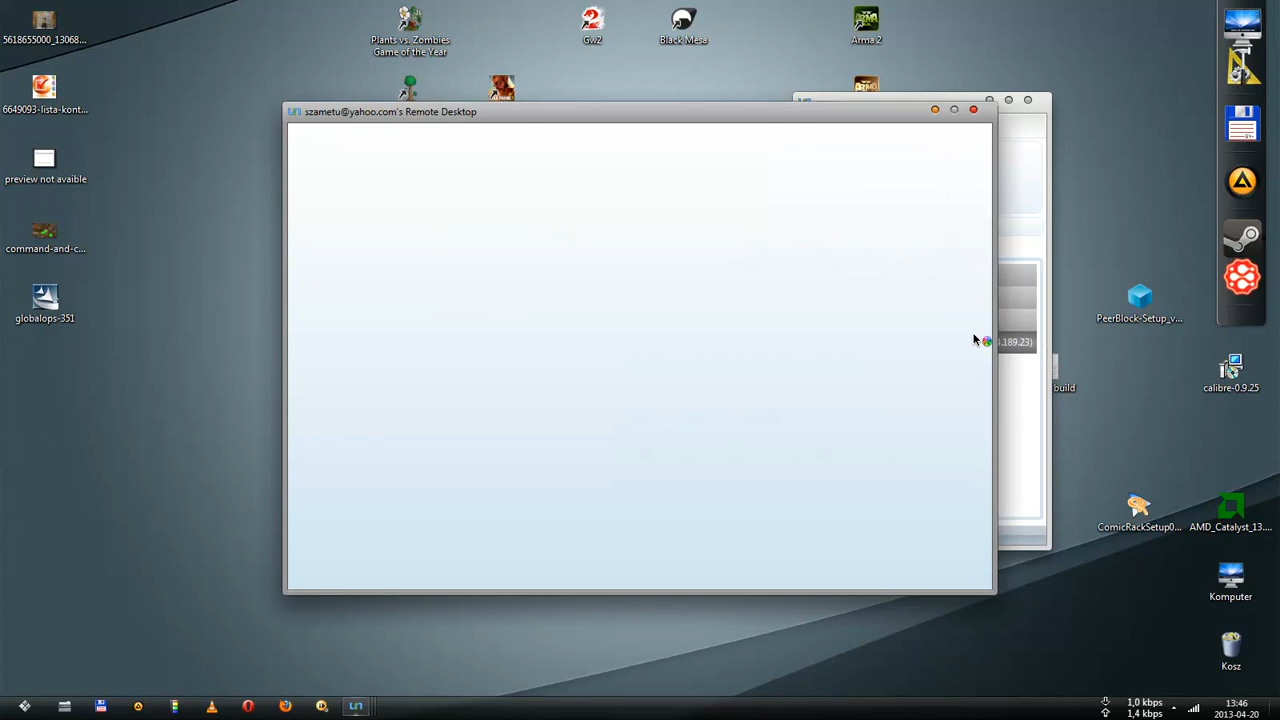 5618655000_13068...
Plants vs. Zombies
Game of the Year
Gw2
Black Mesa
Arma 2
6649093-lista-kont...
szametu@yahoo.com's Remote Desktop
preview not avaible
command-and-c...
globalops-351
PeerBlock-Setup_v...
.189.23)
build
calibre-0.9.25
ComicRackSetup0...
AMD_Catalyst_13....
Komputer
Kosz
1,0 kbps
1,4 kbps
13:46
2013-04-20